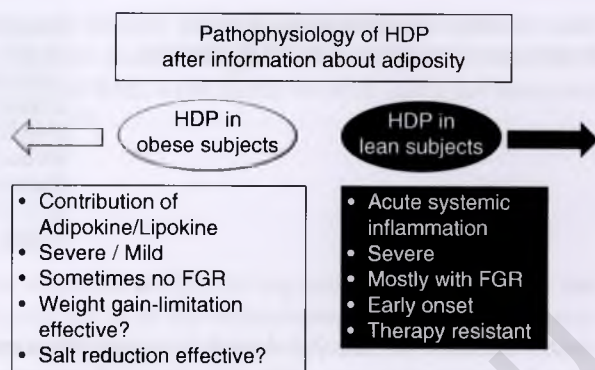 Pathophysiology of HDP
after information about adiposity
HDP in
obese subjects
HDP in
lean subjects
• Contribution of
Adipokine/Lipokine
• Severe / Mild
• Sometimes no FGR
• Weight gain-limitation
effective?
• Salt reduction effective?
• Acute systemic
inflammation
• Severe
• Mostly with FGR
• Early onset
• Therapy resistant